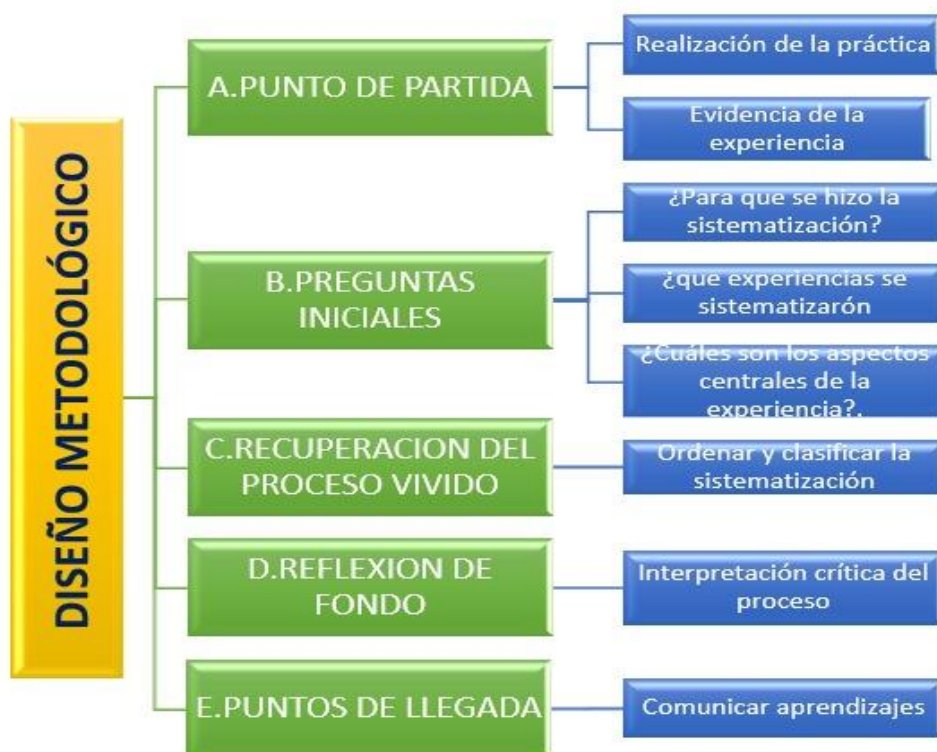 DISEÑO METODOLÓGICO
A.PUNTO DE PARTIDA
Realización de la práctica
Evidencia de la
experiencia
B.PREGUNTAS
INICIALES
¿Para que se hizo la
sistematización?
¿que experiencias se
sistematizarón
¿Cuáles son los aspectos
centrales de la
experiencia?.
C.RECUPERACION DEL
PROCESO VIVIDO
Ordenar y clasificar la
sistematización
D.REFLEXION DE
FONDO
Interpretación crítica del
proceso
E.PUNTOS DE LLEGADA
Comunicar aprendizajes